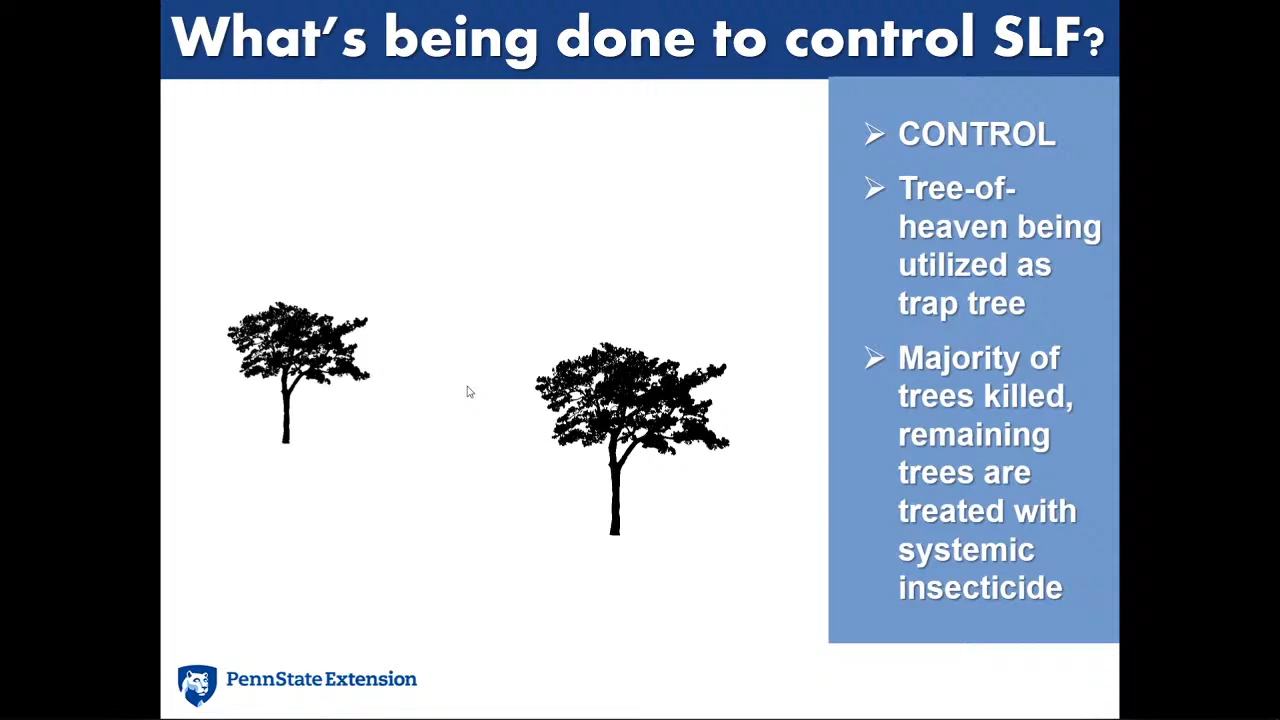 What's being done to control SLF?
➢ CONTROL
➢ Tree-of-
heaven being
utilized as
trap tree
➢ Majority of
trees killed,
remaining
trees are
treated with
systemic
insecticide
PennState Extension